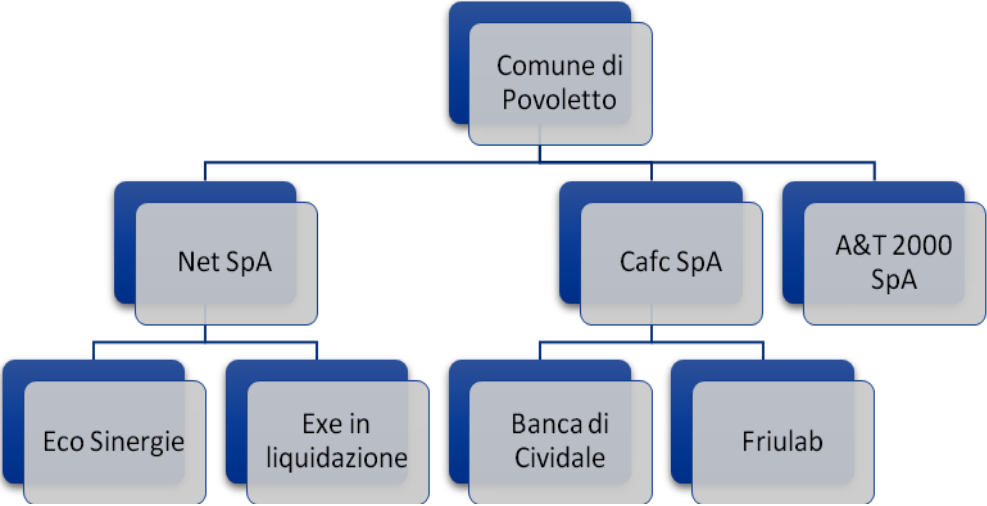 Comune di
Povoletto
Net SpA
Cafc SpA
A&T 2000
SpA
Eco Sinergie
Exe in
liquidazione
Banca di
Cividale
Friulab